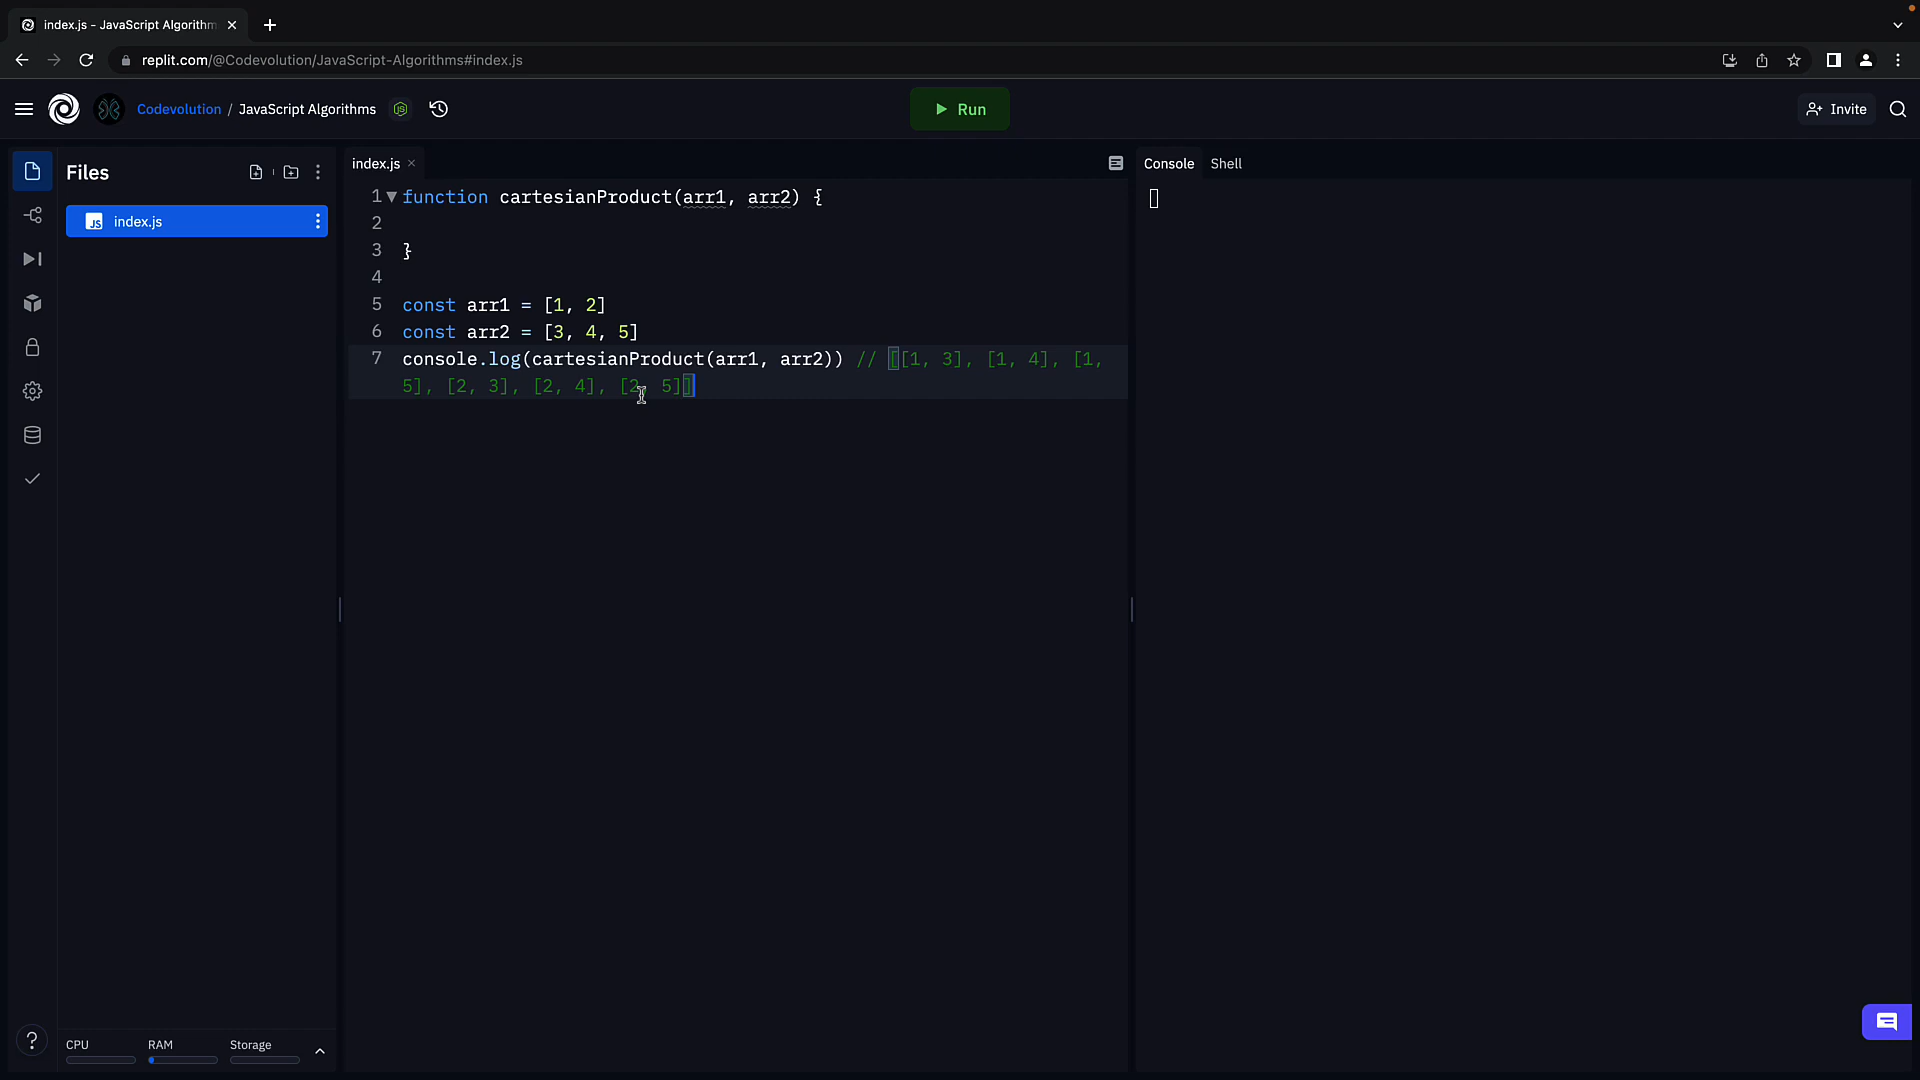 index.js - JavaScript Algorithm
replit.com/@Codevolution/JavaScript-Algorithms#index.js
Codevolution / JavaScript Algorithms
Run
Invite
Files
index.js
Console
Shell
JS index.js
1 function cartesianProduct(arr1, arr2) {
2
3 }
4
5 const arr1 = [1, 2]
6 const arr2 = [3, 4, 5]
7 console.log(cartesianProduct(arr1, arr2)) // [[1, 3], [1, 4], [1,
5], [2, 3], [2, 4], [2, 5]]
?
CPU
RAM
Storage